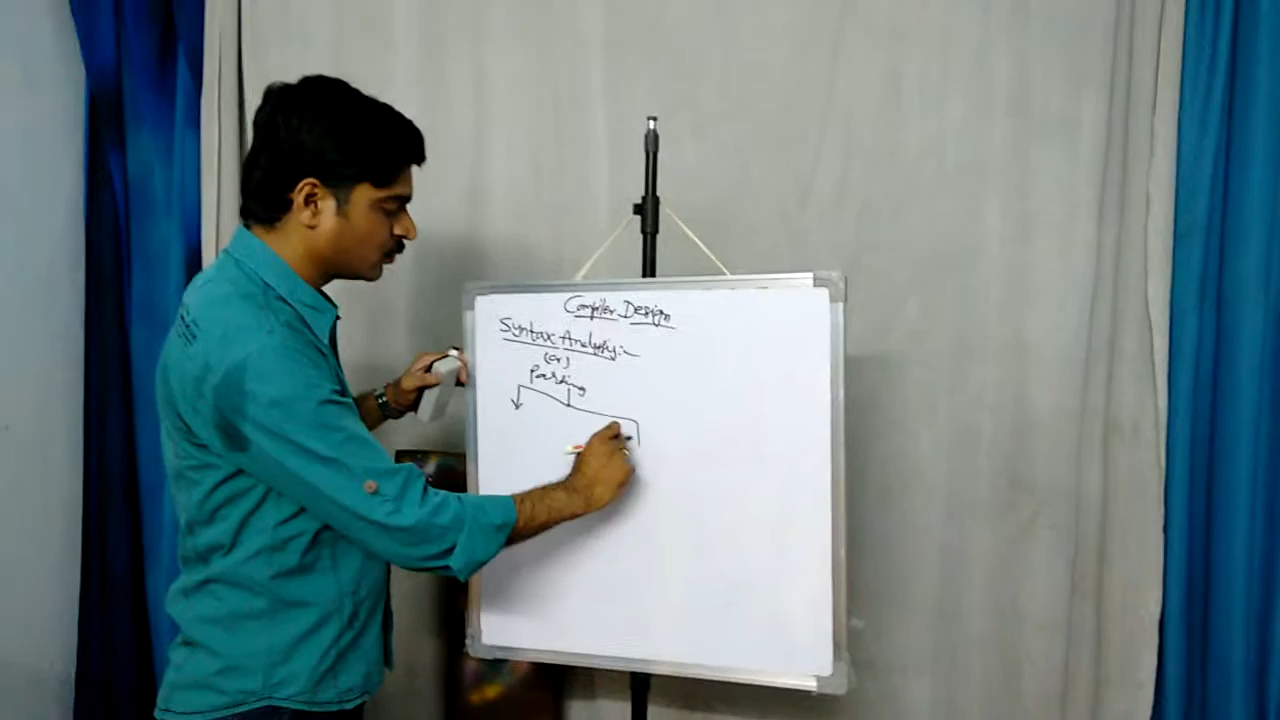 Compiler Design
Syntax Analysis:-
(or)
Parsing